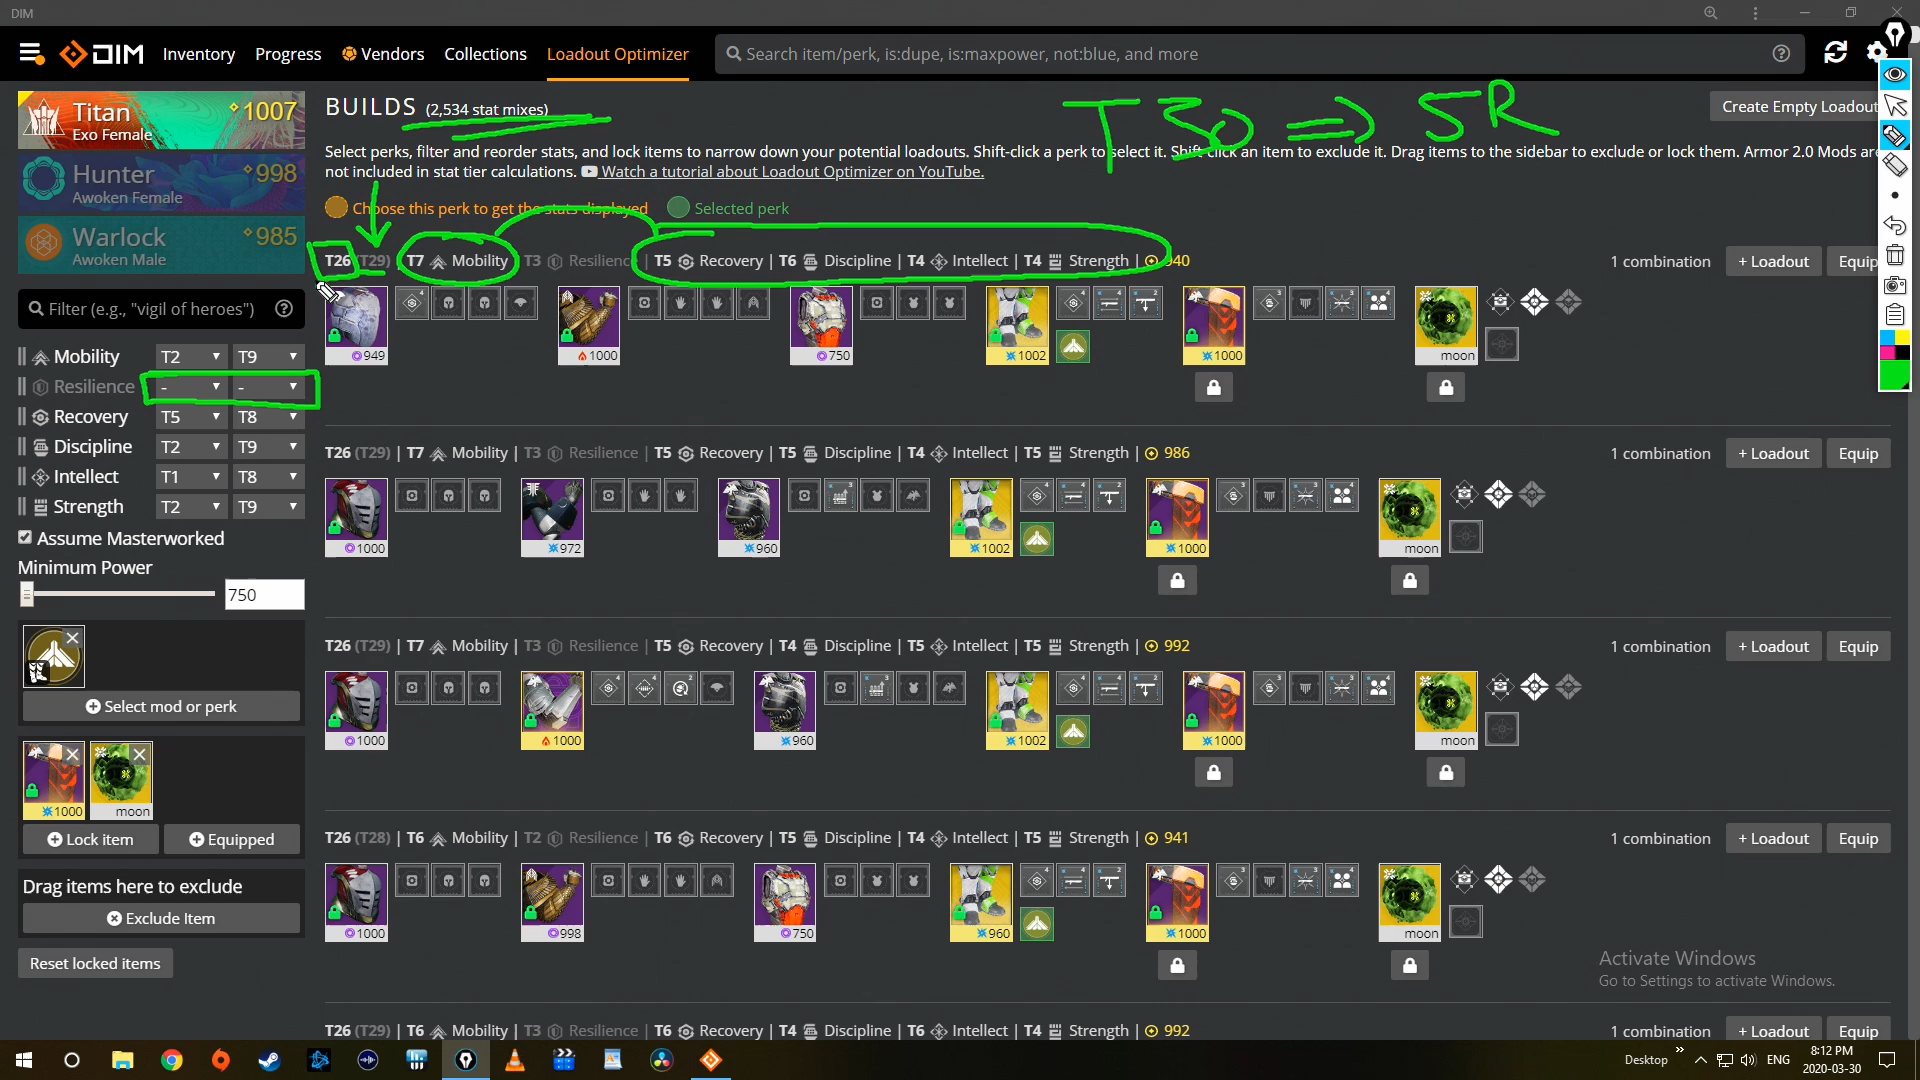 DIM
DIM Inventory Progress Vendors Collections Loadout Optimizer Search item/perk, is:dupe, is:maxpower, not:blue, and more
Titan 1007
Exo Female
Hunter 998
Awoken Female
Warlock 985
Awoken Male
Filter (e.g., "vigil of heroes")
Mobility T2 T9
Resilience - -
Recovery T5 T8
Discipline T2 T9
Intellect T1 T8
Strength T2 T9
Assume Masterworked
Minimum Power
750
Select mod or perk
1000 moon
Lock item Equipped
Drag items here to exclude
Exclude Item
Reset locked items
BUILDS (2,534 stat mixes)
T30 => 5R
Create Empty Loadout
Select perks, filter and reorder stats, and lock items to narrow down your potential loadouts. Shift-click a perk to select it. Shift-click an item to exclude it. Drag items to the sidebar to exclude or lock them. Armor 2.0 Mods are
not included in stat tier calculations. Watch a tutorial about Loadout Optimizer on YouTube.
Choose this perk to get the stats displayed Selected perk
T26 (T29) | T7 Mobility | T3 Resilience | T5 Recovery | T6 Discipline | T4 Intellect | T4 Strength | 940 1 combination + Loadout Equip
949 1000 750 1002 1000 moon
T26 (T29) | T7 Mobility | T3 Resilience | T5 Recovery | T5 Discipline | T4 Intellect | T5 Strength | 986 1 combination + Loadout Equip
1000 972 960 1002 1000 moon
T26 (T29) | T7 Mobility | T3 Resilience | T5 Recovery | T4 Discipline | T5 Intellect | T5 Strength | 992 1 combination + Loadout Equip
1000 1000 960 1002 1000 moon
T26 (T28) | T6 Mobility | T2 Resilience | T6 Recovery | T5 Discipline | T4 Intellect | T5 Strength | 941 1 combination + Loadout Equip
1000 998 750 960 1000 moon
Activate Windows
Go to Settings to activate Windows.
T26 (T29) | T6 Mobility | T3 Resilience | T6 Recovery | T4 Discipline | T6 Intellect | T4 Strength | 992 1 combination + Loadout Equip
Desktop ENG 8:12 PM
2020-03-30